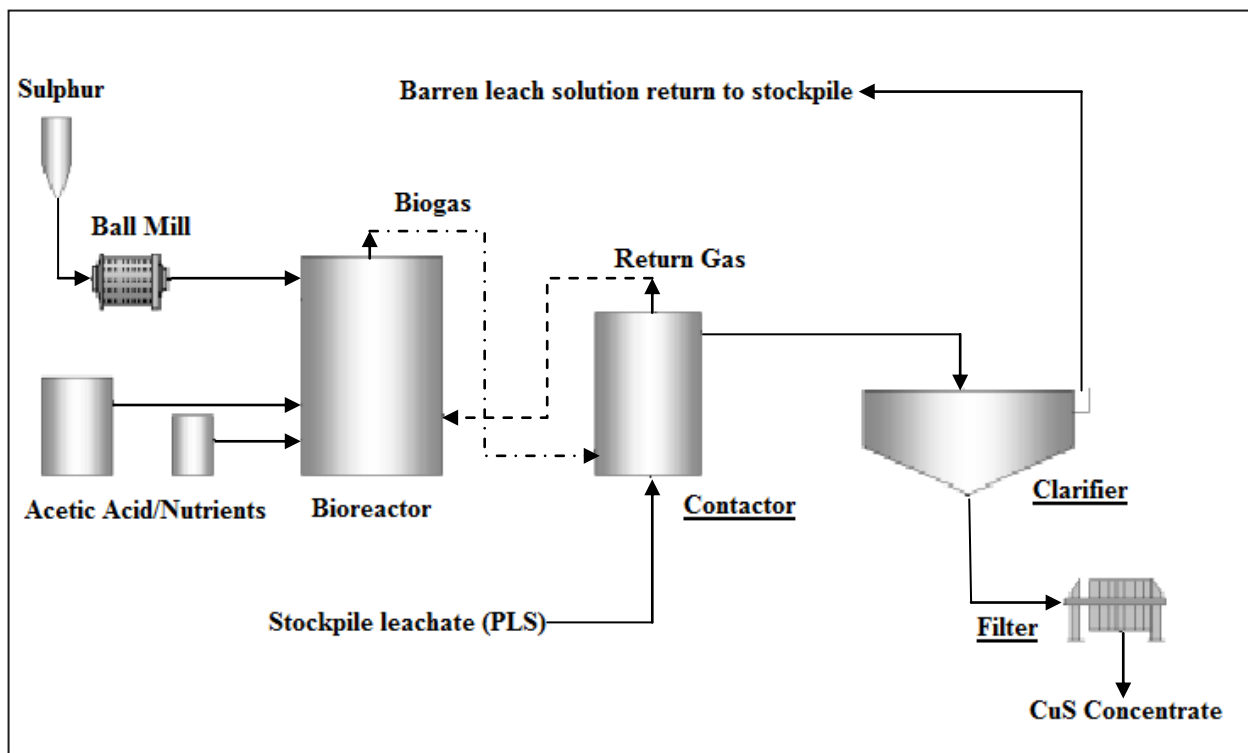 Sulphur
Barren leach solution return to stockpile
Ball Mill
Biogas
Return Gas
Acetic Acid/Nutrients
Bioreactor
Contactor
Clarifier
Stockpile leachate (PLS)
Filter
CuS Concentrate